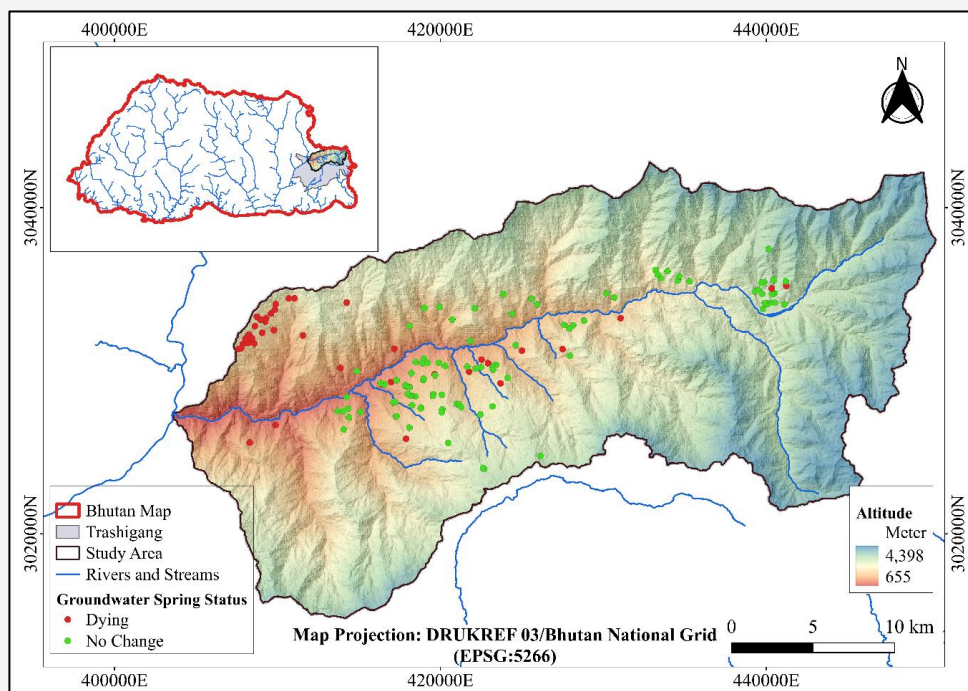 400000E
420000E
440000E
N
3040000N
3040000N
3020000N
3020000N
Bhutan Map
Trashigang
Study Area
Rivers and Streams
Groundwater Spring Status
Dying
No Change
Altitude
Meter
4,398
655
Map Projection: DRUKREF 03/Bhutan National Grid
(EPSG:5266)
0 5 10 km
400000E
420000E
440000E